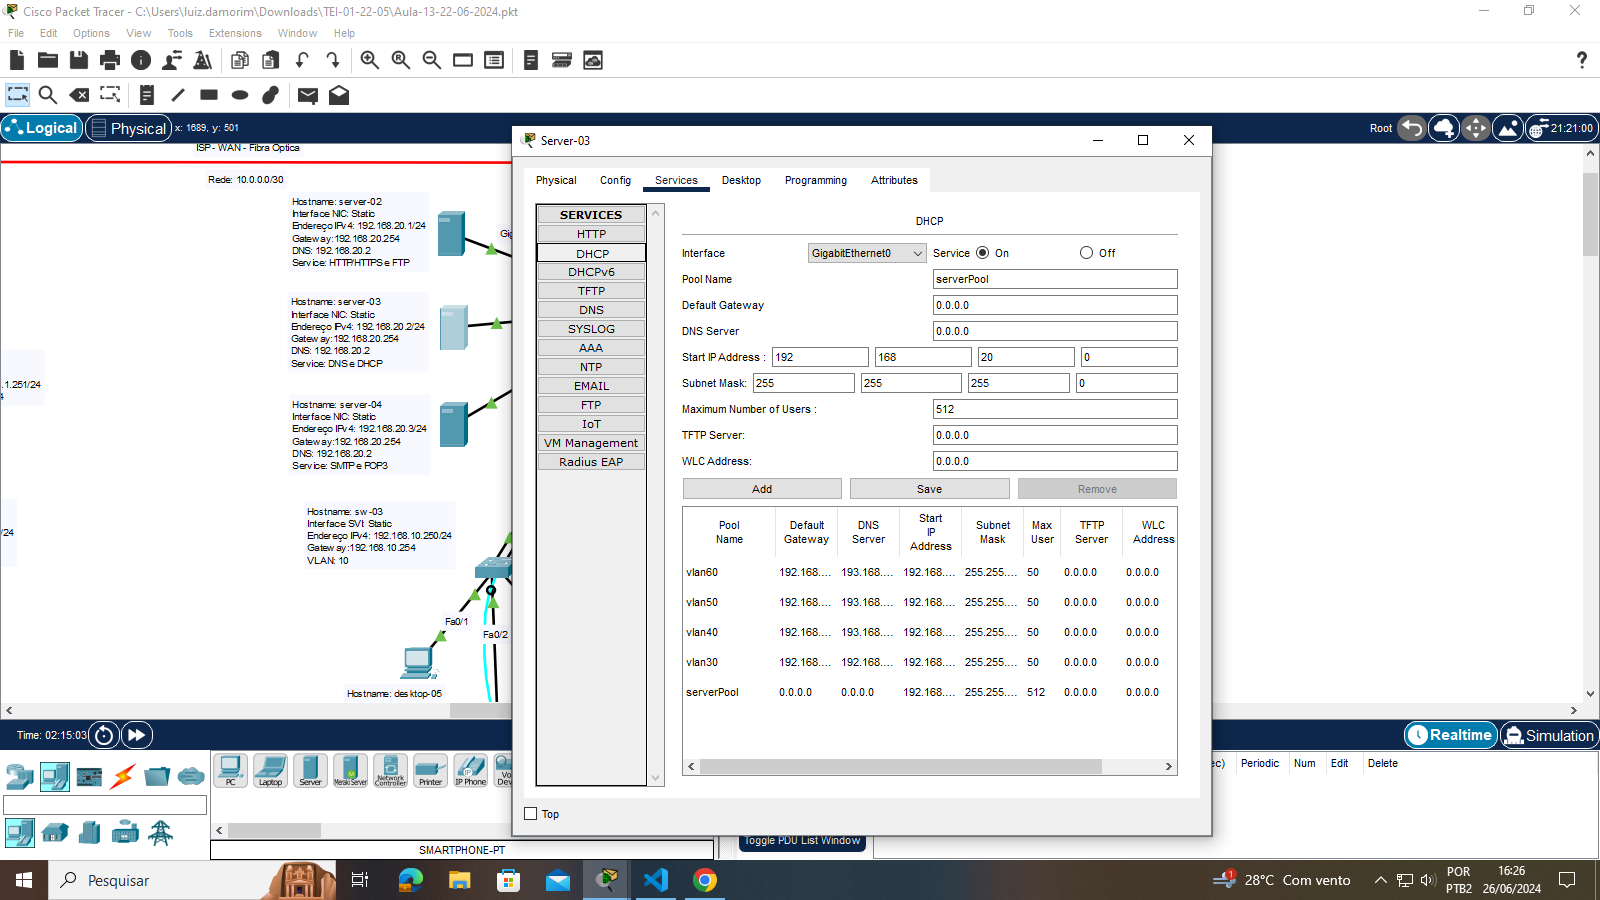 Cisco Packet Tracer - C:\Users\luiz.damorim\Downloads\TEI-01-22-05\Aula-13-22-06-2024.pkt
File Edit Options View Tools Extensions Window Help
Logical Physical x: 1689, y: 501 Root 21:21:00
ISP - WAN - Fibra Optica
Rede: 10.0.0.0/30
Hostname: server-02
Interface NIC: Static
Endereço IPv4: 192.168.20.1/24
Gateway:192.168.20.254
DNS: 192.168.20.2
Service: HTTP/HTTPS e FTP
Gig
Hostname: server-03
Interface NIC: Static
Endereço IPv4: 192.168.20.2/24
Gateway:192.168.20.254
DNS: 192.168.20.2
Service: DNS e DHCP
.1.251/24
4
Hostname: server-04
Interface NIC: Static
Endereço IPv4: 192.168.20.3/24
Gateway:192.168.20.254
DNS: 192.168.20.2
Service: SMTP e POP3
/24
Hostname: sw-03
Interface SVI: Static
Endereço IPv4: 192.168.10.250/24
Gateway:192.168.10.254
VLAN: 10
Fa0/1
Fa0/2
Hostname: desktop-05
Server-03
Physical Config Services Desktop Programming Attributes
SERVICES
HTTP
DHCP
DHCPv6
TFTP
DNS
SYSLOG
AAA
NTP
EMAIL
FTP
IoT
VM Management
Radius EAP
DHCP
Interface GigabitEthernet0 Service On Off
Pool Name serverPool
Default Gateway 0.0.0.0
DNS Server 0.0.0.0
Start IP Address : 192 168 20 0
Subnet Mask: 255 255 255 0
Maximum Number of Users : 512
TFTP Server: 0.0.0.0
WLC Address: 0.0.0.0
Add Save Remove
Pool Name Default Gateway DNS Server Start IP Address Subnet Mask Max User TFTP Server WLC Address
vlan60 192.168.... 193.168.... 192.168.... 255.255.... 50 0.0.0.0 0.0.0.0
vlan50 192.168.... 193.168.... 192.168.... 255.255.... 50 0.0.0.0 0.0.0.0
vlan40 192.168.... 193.168.... 192.168.... 255.255.... 50 0.0.0.0 0.0.0.0
vlan30 192.168.... 192.168.... 192.168.... 255.255.... 50 0.0.0.0 0.0.0.0
serverPool 0.0.0.0 0.0.0.0 192.168.... 255.255.... 512 0.0.0.0 0.0.0.0
Top
Time: 02:15:03 Realtime Simulation
PC Laptop Server Meraki Server Network Controller Printer IP Phone Vo Dev
ec) Periodic Num Edit Delete
SMARTPHONE-PT
Toggle PDU List Window
Pesquisar
1 28°C Com vento
POR
PTB2
16:26
26/06/2024